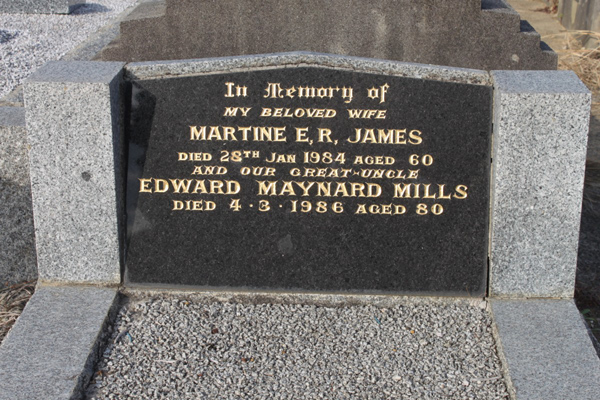 In Memory of
MY BELOVED WIFE
MARTINE E, R, JAMES
DIED 28TH JAN 1984 AGED 60
AND OUR GREAT-UNCLE
EDWARD MAYNARD MILLS
DIED 4·3·1986 AGED 80